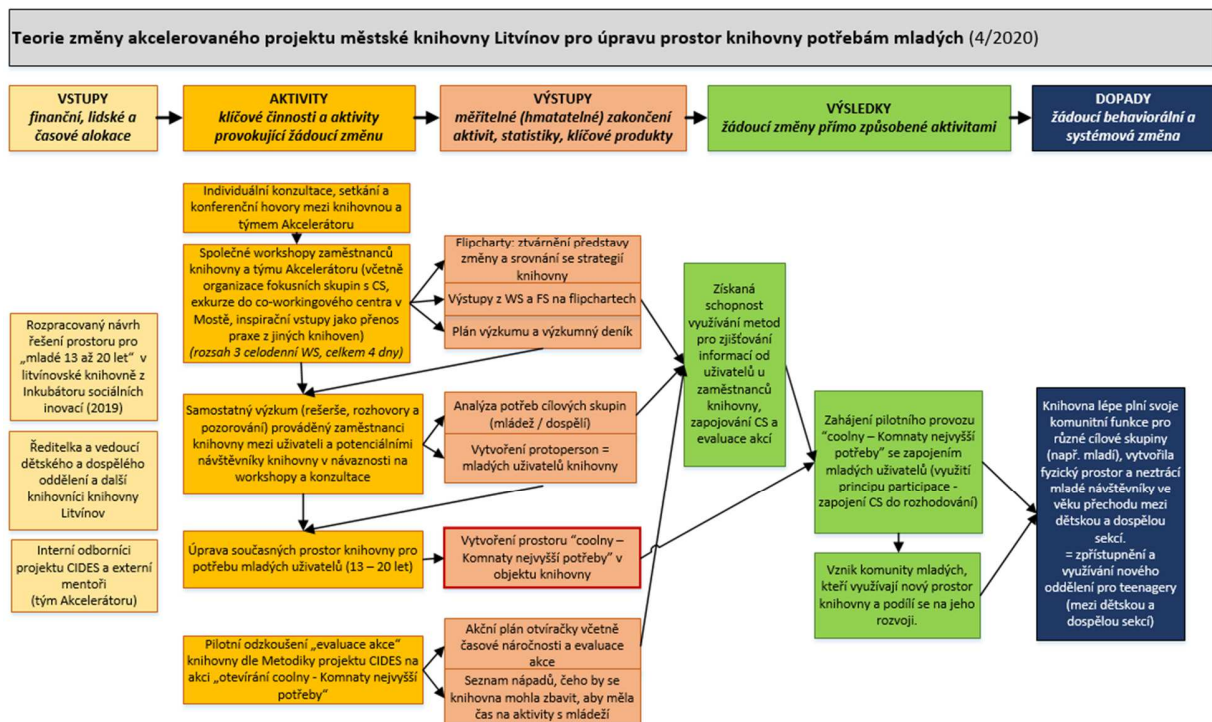 Teorie změny akcelerovaného projektu městské knihovny Litvínov pro úpravu prostor knihovny potřebám mladých (4/2020)
VSTUPY
finanční, lidské a
časové alokace
AKTIVITY
klíčové činnosti a aktivity
provokující žádoucí změnu
VÝSTUPY
měřitelné (hmatatelné) zakončení
aktivit, statistiky, klíčové produkty
VÝSLEDKY
žádoucí změny přímo způsobené aktivitami
DOPADY
žádoucí behaviorální a
systémová změna
Rozpracovaný návrh
řešení prostoru pro
„mladé 13 až 20 let“ v
litvínovské knihovně z
Inkubátoru sociálních
inovací (2019)
Ředitelka a vedoucí
dětského a dospělého
oddělení a další
knihovníci knihovny
Litvínov
Interní odborníci
projektu CIDES a externí
mentoři
(tým Akcelerátoru)
Individuální konzultace, setkání a
konferenční hovory mezi knihovnou a
týmem Akcelerátoru
Společné workshopy zaměstnanců
knihovny a týmu Akcelerátoru (včetně
organizace fokusních skupin s CS,
exkurze do co-workingového centra v
Mostě, inspirační vstupy jako přenos
praxe z jiných knihoven)
(rozsah 3 celodenní WS, celkem 4 dny)
Samostatný výzkum (rešerše, rozhovory a
pozorování) prováděný zaměstnanci
knihovny mezi uživateli a potenciálními
návštěvníky knihovny v návaznosti na
workshopy a konzultace
Úprava současných prostor knihovny pro
potřebu mladých uživatelů (13 – 20 let)
Pilotní odzkoušení „evaluace akce“
knihovny dle Metodiky projektu CIDES na
akci „otevírání coolny - Komnaty nejvyšší
potřeby“
Flipcharty: ztvárnění představy
změny a srovnání se strategií
knihovny
Výstupy z WS a FS na flipchartech
Plán výzkumu a výzkumný deník
Analýza potřeb cílových skupin
(mládež / dospělí)
Vytvoření protoperson =
mladých uživatelů knihovny
Vytvoření prostoru “coolny –
Komnaty nejvyšší potřeby” v
objektu knihovny
Akční plán otvíračky včetně
časové náročnosti a evaluace
akce
Seznam nápadů, čeho by se
knihovna mohla zbavit, aby měla
čas na aktivity s mládeží
Získaná
schopnost
využívání metod
pro zjišťování
informací od
uživatelů u
zaměstnanců
knihovny,
zapojování CS a
evaluace akcí
Zahájení pilotního provozu
“coolny – Komnaty nejvyšší
potřeby” se zapojením
mladých uživatelů (využití
principu participace -
zapojení CS do rozhodování)
Vznik komunity mladých,
kteří využívají nový prostor
knihovny a podílí se na jeho
rozvoji.
Knihovna lépe plní svoje
komunitní funkce pro
různé cílové skupiny
(např. mladí), vytvořila
fyzický prostor a neztrácí
mladé návštěvníky ve
věku přechodu mezi
dětskou a dospělou
sekcí.
= zpřístupnění a
využívání nového
oddělení pro teenagery
(mezi dětskou a
dospělou sekcí)